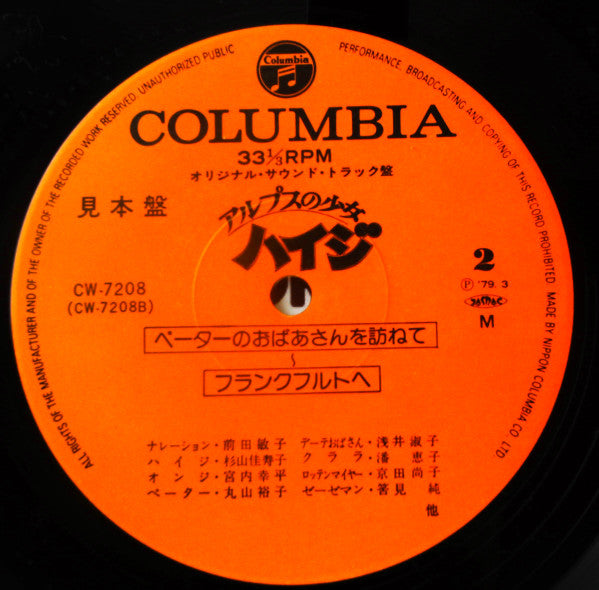 ALL RIGHTS OF THE MANUFACTURER AND OF THE OWNER OF THE RECORDED WORK RESERVED. UNAUTHORIZED PUBLIC PERFORMANCE, BROADCASTING AND COPYING OF THIS RECORD PROHIBITED. MADE BY NIPPON COLUMBIA CO. LTD.
Columbia
COLUMBIA
33⅓RPM
オリジナル・サウンド・トラック盤
見本盤
アルプスの少女
ハイジ
2
CW-7208
(CW-7208B)
Ⓟ '79. 3
M
ペーターのおばあさんを訪ねて
〜
フランクフルトへ
ナレーション・前田敏子
ハイジ・杉山佳寿子
オンジ・宮内幸平
ペーター・丸山裕子
デーテおばさん・浅井淑子
クララ・潘恵子
ロッテンマイヤー・京田尚子
ゼーゼマン・筈見純
他